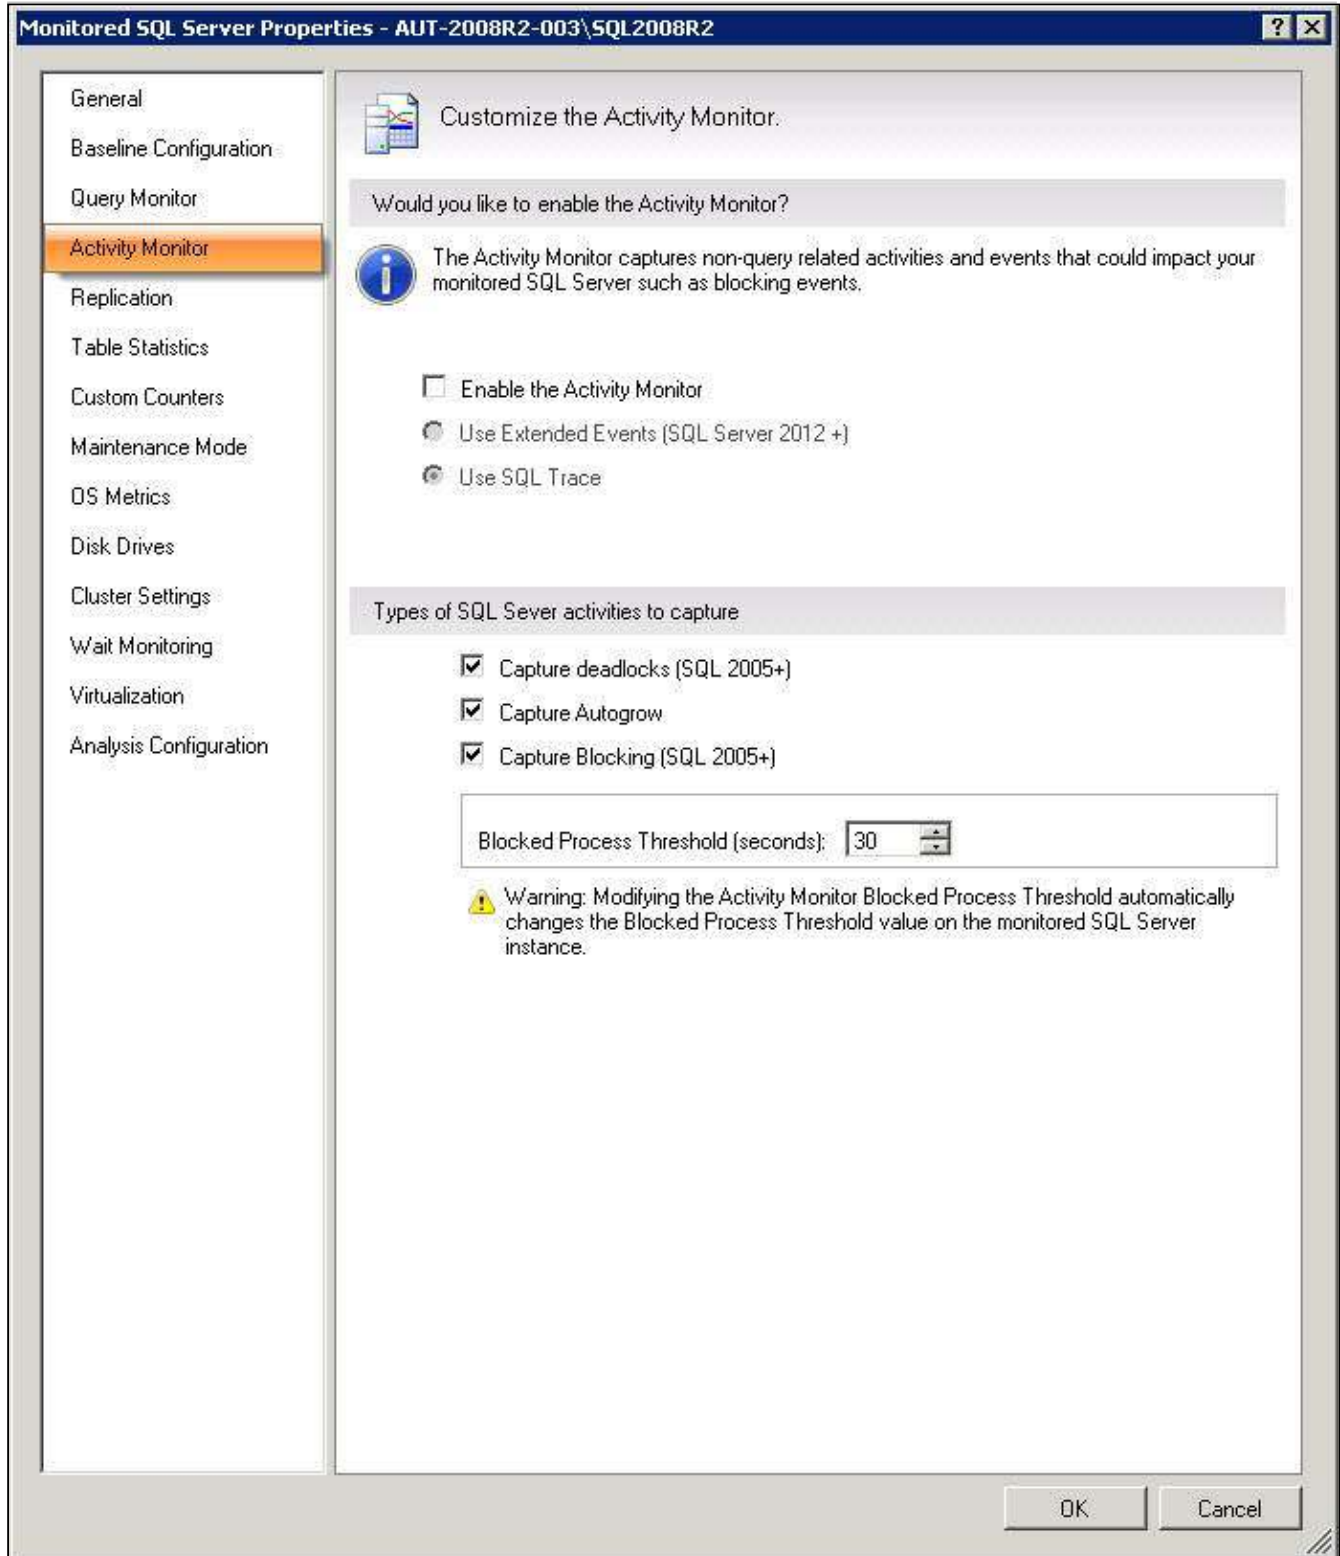 Monitored SQL Server Properties - AUT-2008R2-003\SQL2008R2
General
Baseline Configuration
Query Monitor
Activity Monitor
Replication
Table Statistics
Custom Counters
Maintenance Mode
OS Metrics
Disk Drives
Cluster Settings
Wait Monitoring
Virtualization
Analysis Configuration
Customize the Activity Monitor.
Would you like to enable the Activity Monitor?
The Activity Monitor captures non-query related activities and events that could impact your
monitored SQL Server such as blocking events.
Enable the Activity Monitor
Use Extended Events (SQL Server 2012 +)
Use SQL Trace
Types of SQL Sever activities to capture
Capture deadlocks (SQL 2005+)
Capture Autogrow
Capture Blocking (SQL 2005+)
Blocked Process Threshold (seconds): 30
Warning: Modifying the Activity Monitor Blocked Process Threshold automatically
changes the Blocked Process Threshold value on the monitored SQL Server
instance.
OK Cancel